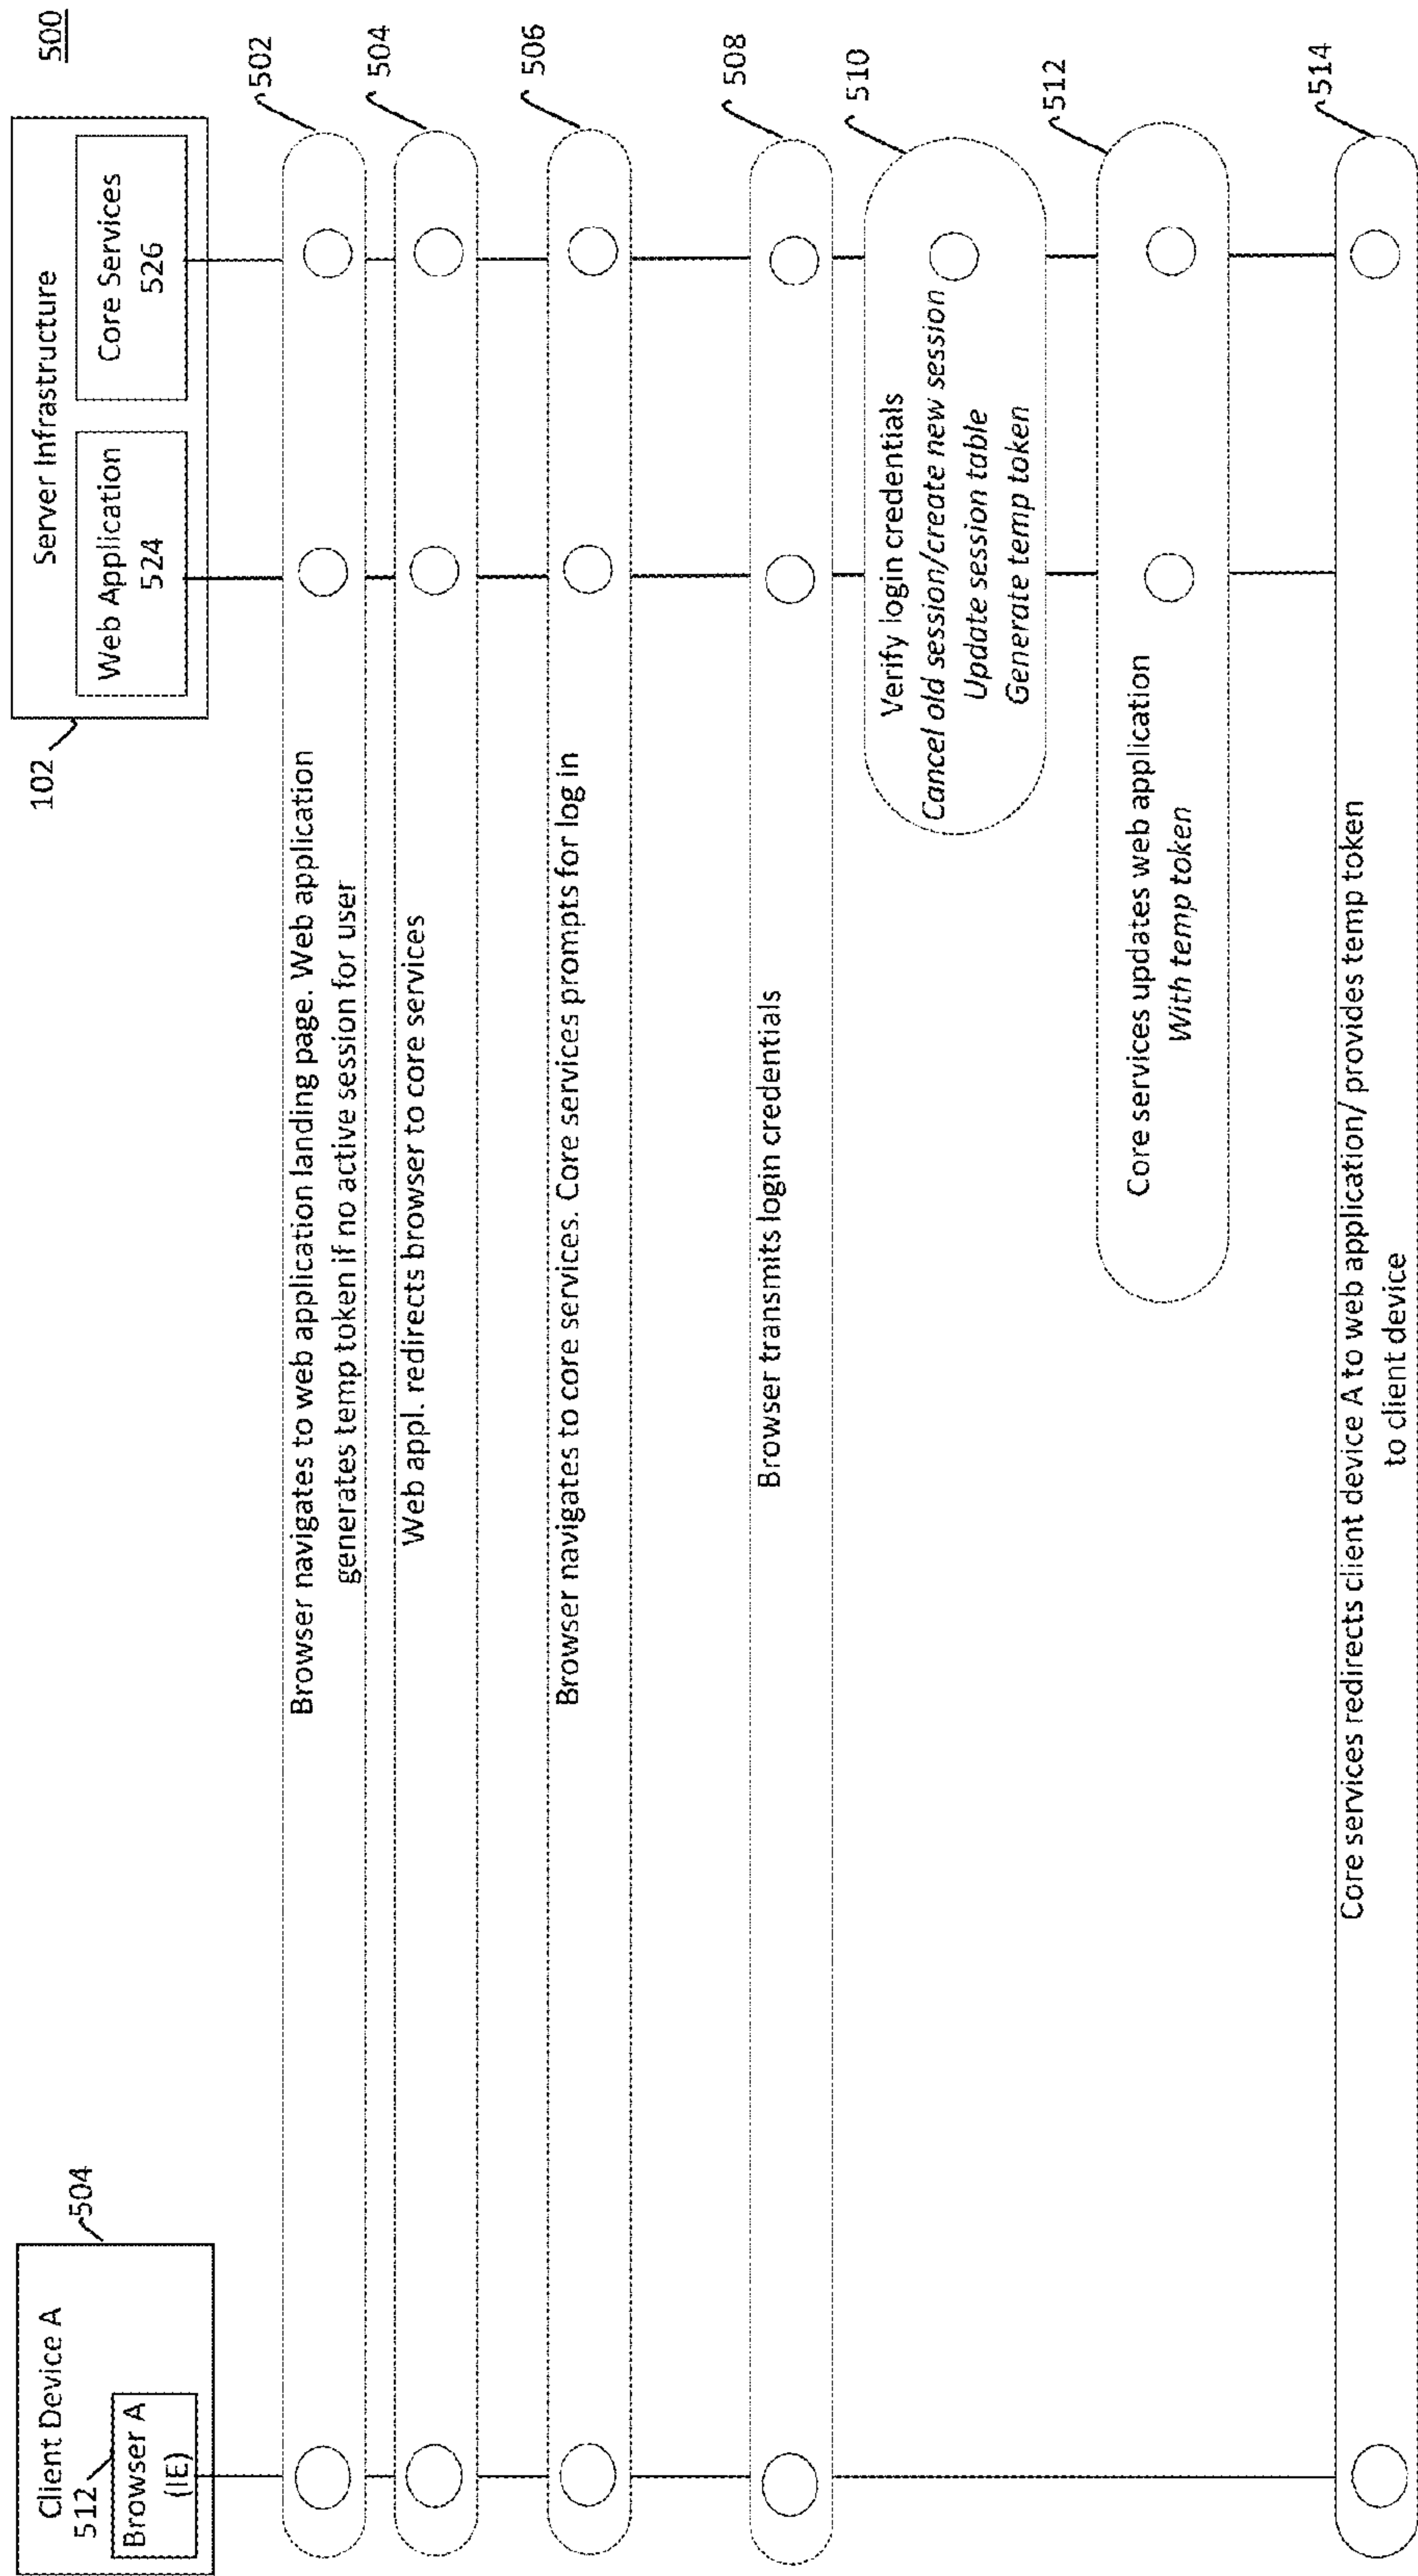 500
Client Device A
512
Browser A
(IE)
504
102
Server Infrastructure
Web Application
524
Core Services
526
Browser navigates to web application landing page. Web application
generates temp token if no active session for user
502
Web appl. redirects browser to core services
504
Browser navigates to core services. Core services prompts for log in
506
Browser transmits login credentials
508
Verify login credentials
Cancel old session/create new session
Update session table
Generate temp token
510
Core services updates web application
With temp token
512
Core services redirects client device A to web application/ provides temp token
to client device
514